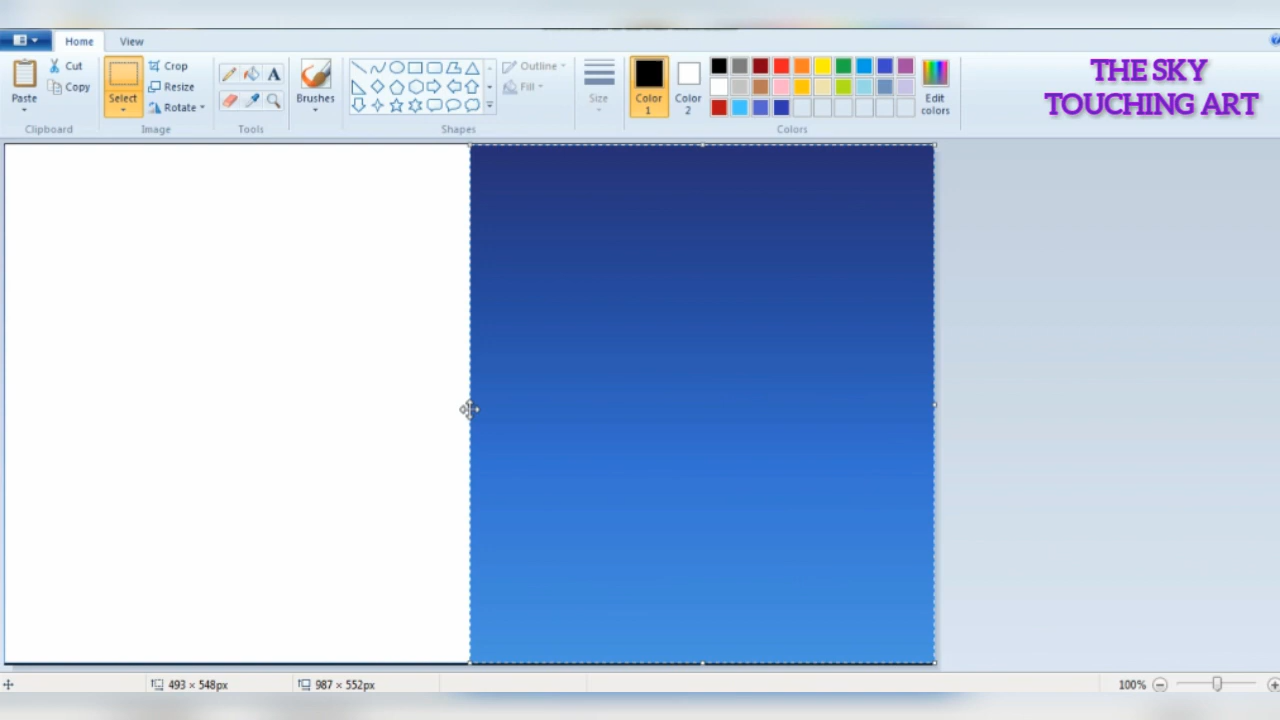 Home View
THE SKY
TOUCHING ART
Paste
Cut
Copy
Clipboard
Select
Crop
Resize
Rotate
Image
A
Tools
Brushes
Outline
Fill
Shapes
Size
Color
1
Color
2
Edit
colors
Colors
493 × 548px
987 × 552px
100%